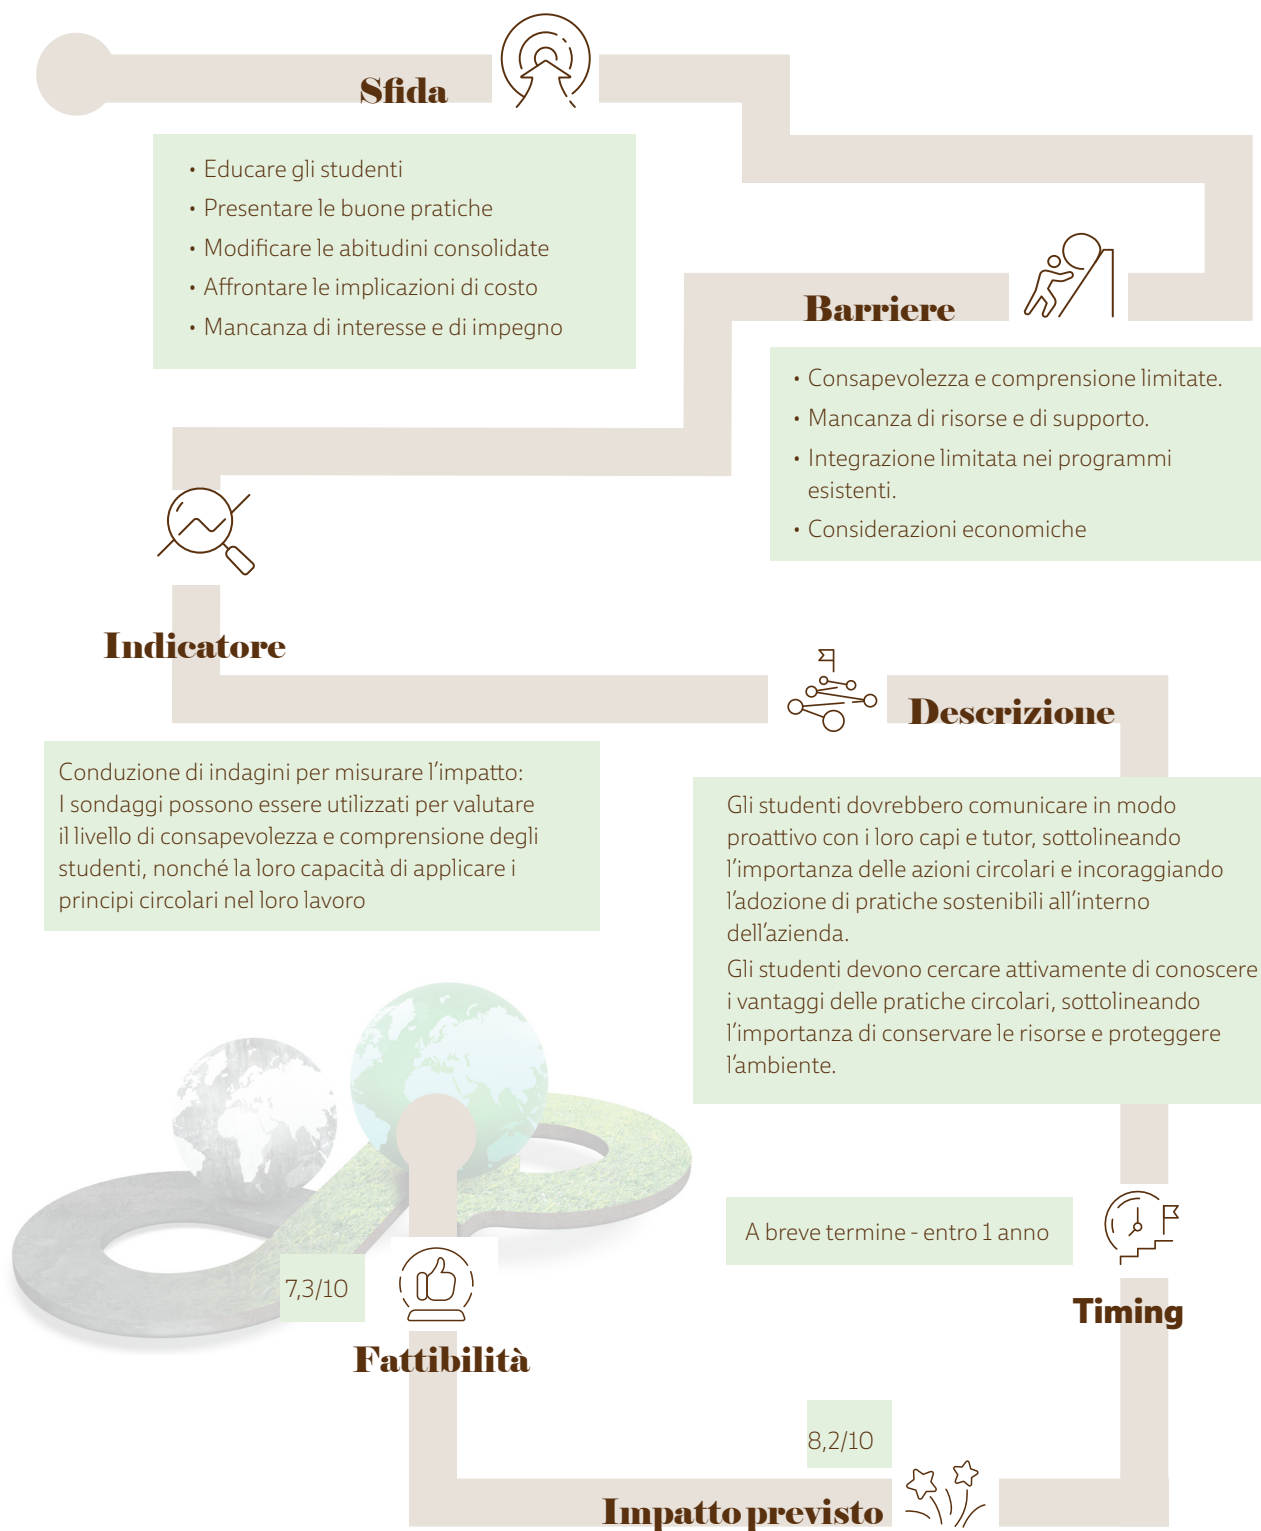 Sfida
• Educare gli studenti
• Presentare le buone pratiche
• Modificare le abitudini consolidate
• Affrontare le implicazioni di costo
• Mancanza di interesse e di impegno
Barriere
• Consapevolezza e comprensione limitate.
• Mancanza di risorse e di supporto.
• Integrazione limitata nei programmi
esistenti.
• Considerazioni economiche
Indicatore
Conduzione di indagini per misurare l'impatto:
I sondaggi possono essere utilizzati per valutare
il livello di consapevolezza e comprensione degli
studenti, nonché la loro capacità di applicare i
principi circolari nel loro lavoro
Descrizione
Gli studenti dovrebbero comunicare in modo
proattivo con i loro capi e tutor, sottolineando
l'importanza delle azioni circolari e incoraggiando
l'adozione di pratiche sostenibili all'interno
dell'azienda.
Gli studenti devono cercare attivamente di conoscere
i vantaggi delle pratiche circolari, sottolineando
l'importanza di conservare le risorse e proteggere
l'ambiente.
A breve termine - entro 1 anno
Timing
8,2/10
Impatto previsto
7,3/10
Fattibilità